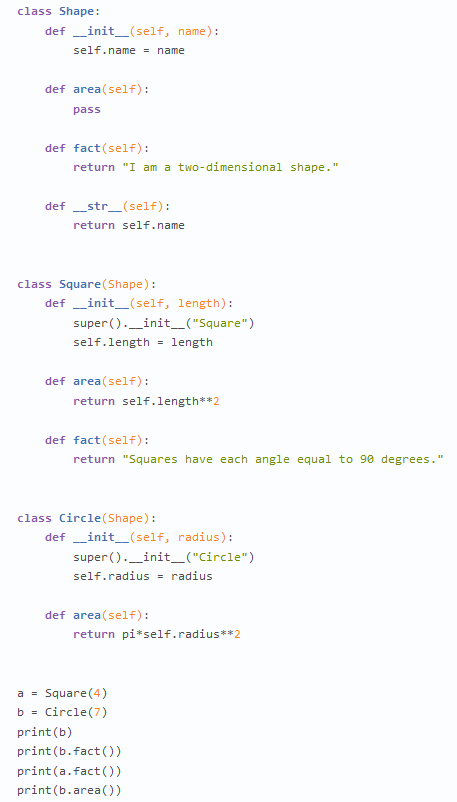 class Shape:
    def __init__(self, name):
        self.name = name

    def area(self):
        pass

    def fact(self):
        return "I am a two-dimensional shape."

    def __str__(self):
        return self.name


class Square(Shape):
    def __init__(self, length):
        super().__init__("Square")
        self.length = length

    def area(self):
        return self.length**2

    def fact(self):
        return "Squares have each angle equal to 90 degrees."


class Circle(Shape):
    def __init__(self, radius):
        super().__init__("Circle")
        self.radius = radius

    def area(self):
        return pi*self.radius**2


a = Square(4)
b = Circle(7)
print(b)
print(b.fact())
print(a.fact())
print(b.area())